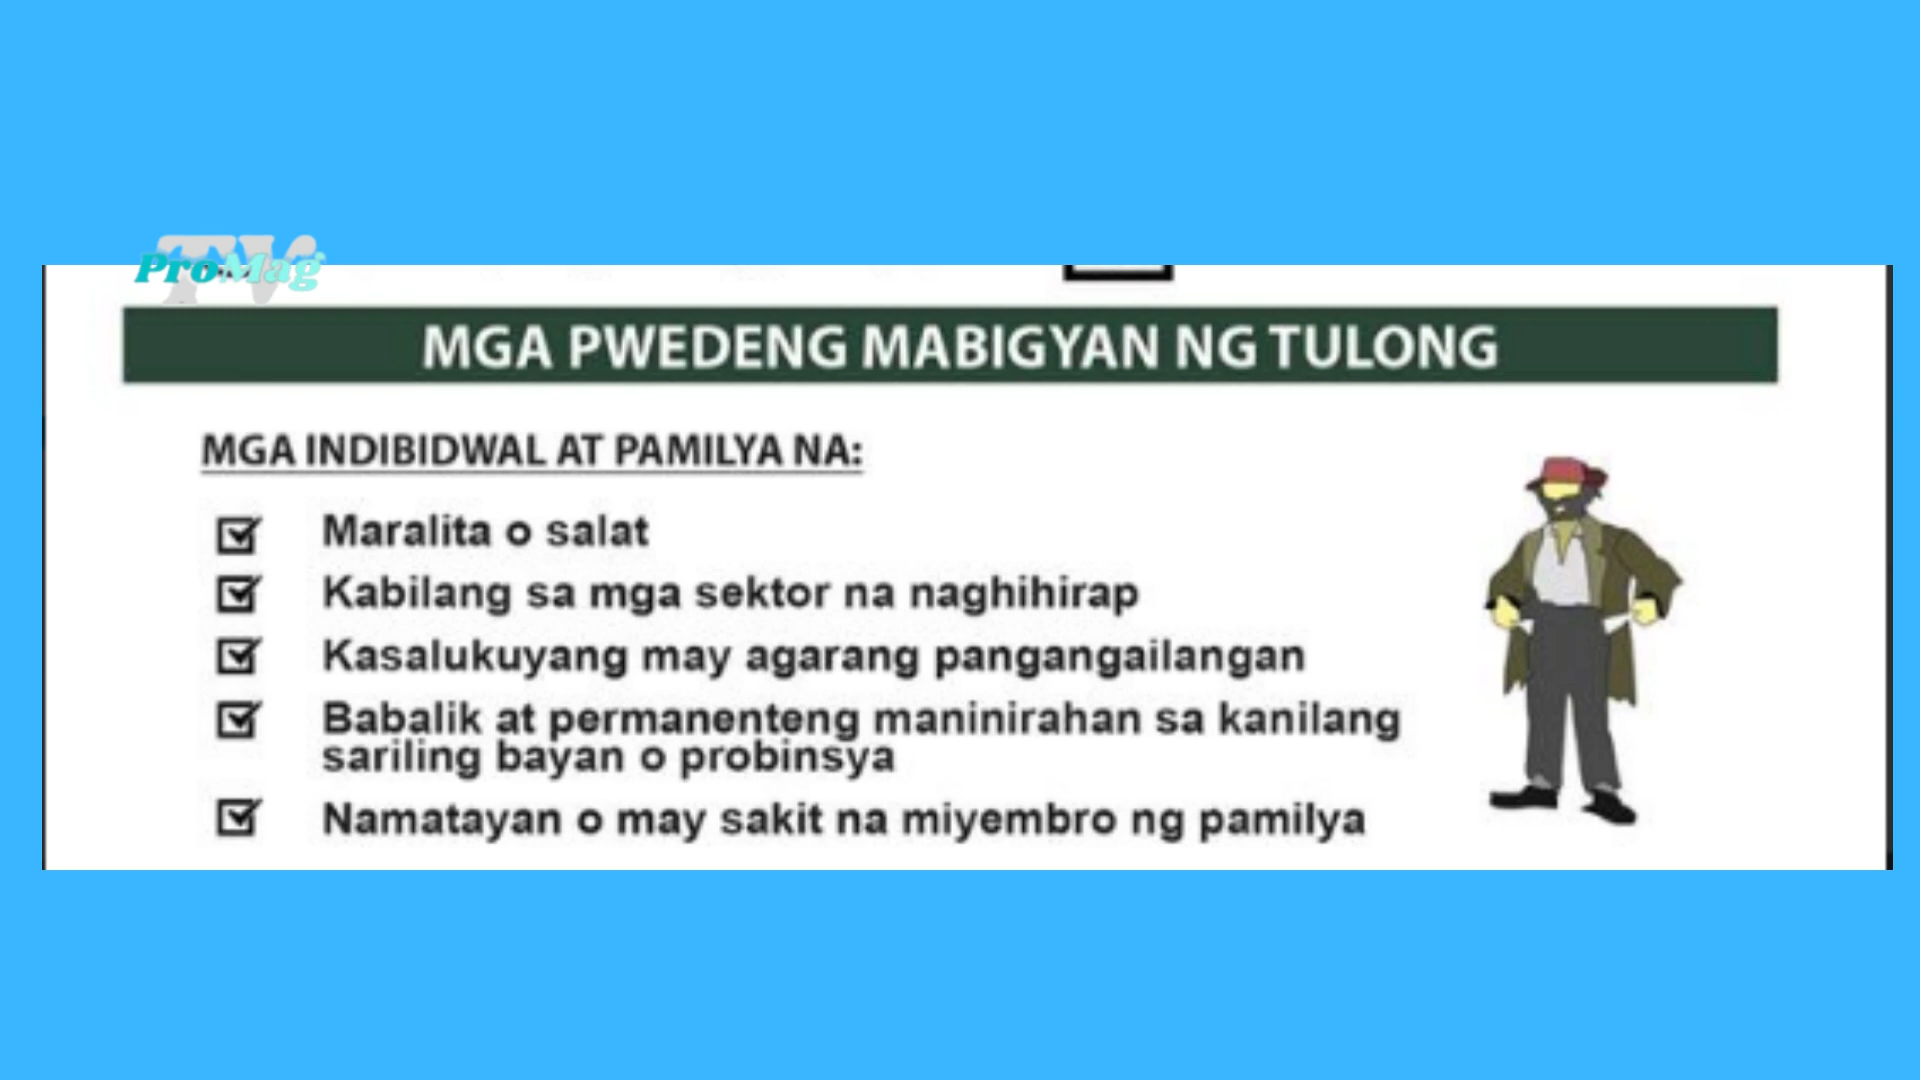 TV
ProMag
MGA PWEDENG MABIGYAN NG TULONG
MGA INDIBIDWAL AT PAMILYA NA:
Maralita o salat
Kabilang sa mga sektor na naghihirap
Kasalukuyang may agarang pangangailangan
Babalik at permanenteng maninirahan sa kanilang
sariling bayan o probinsya
Namatayan o may sakit na miyembro ng pamilya